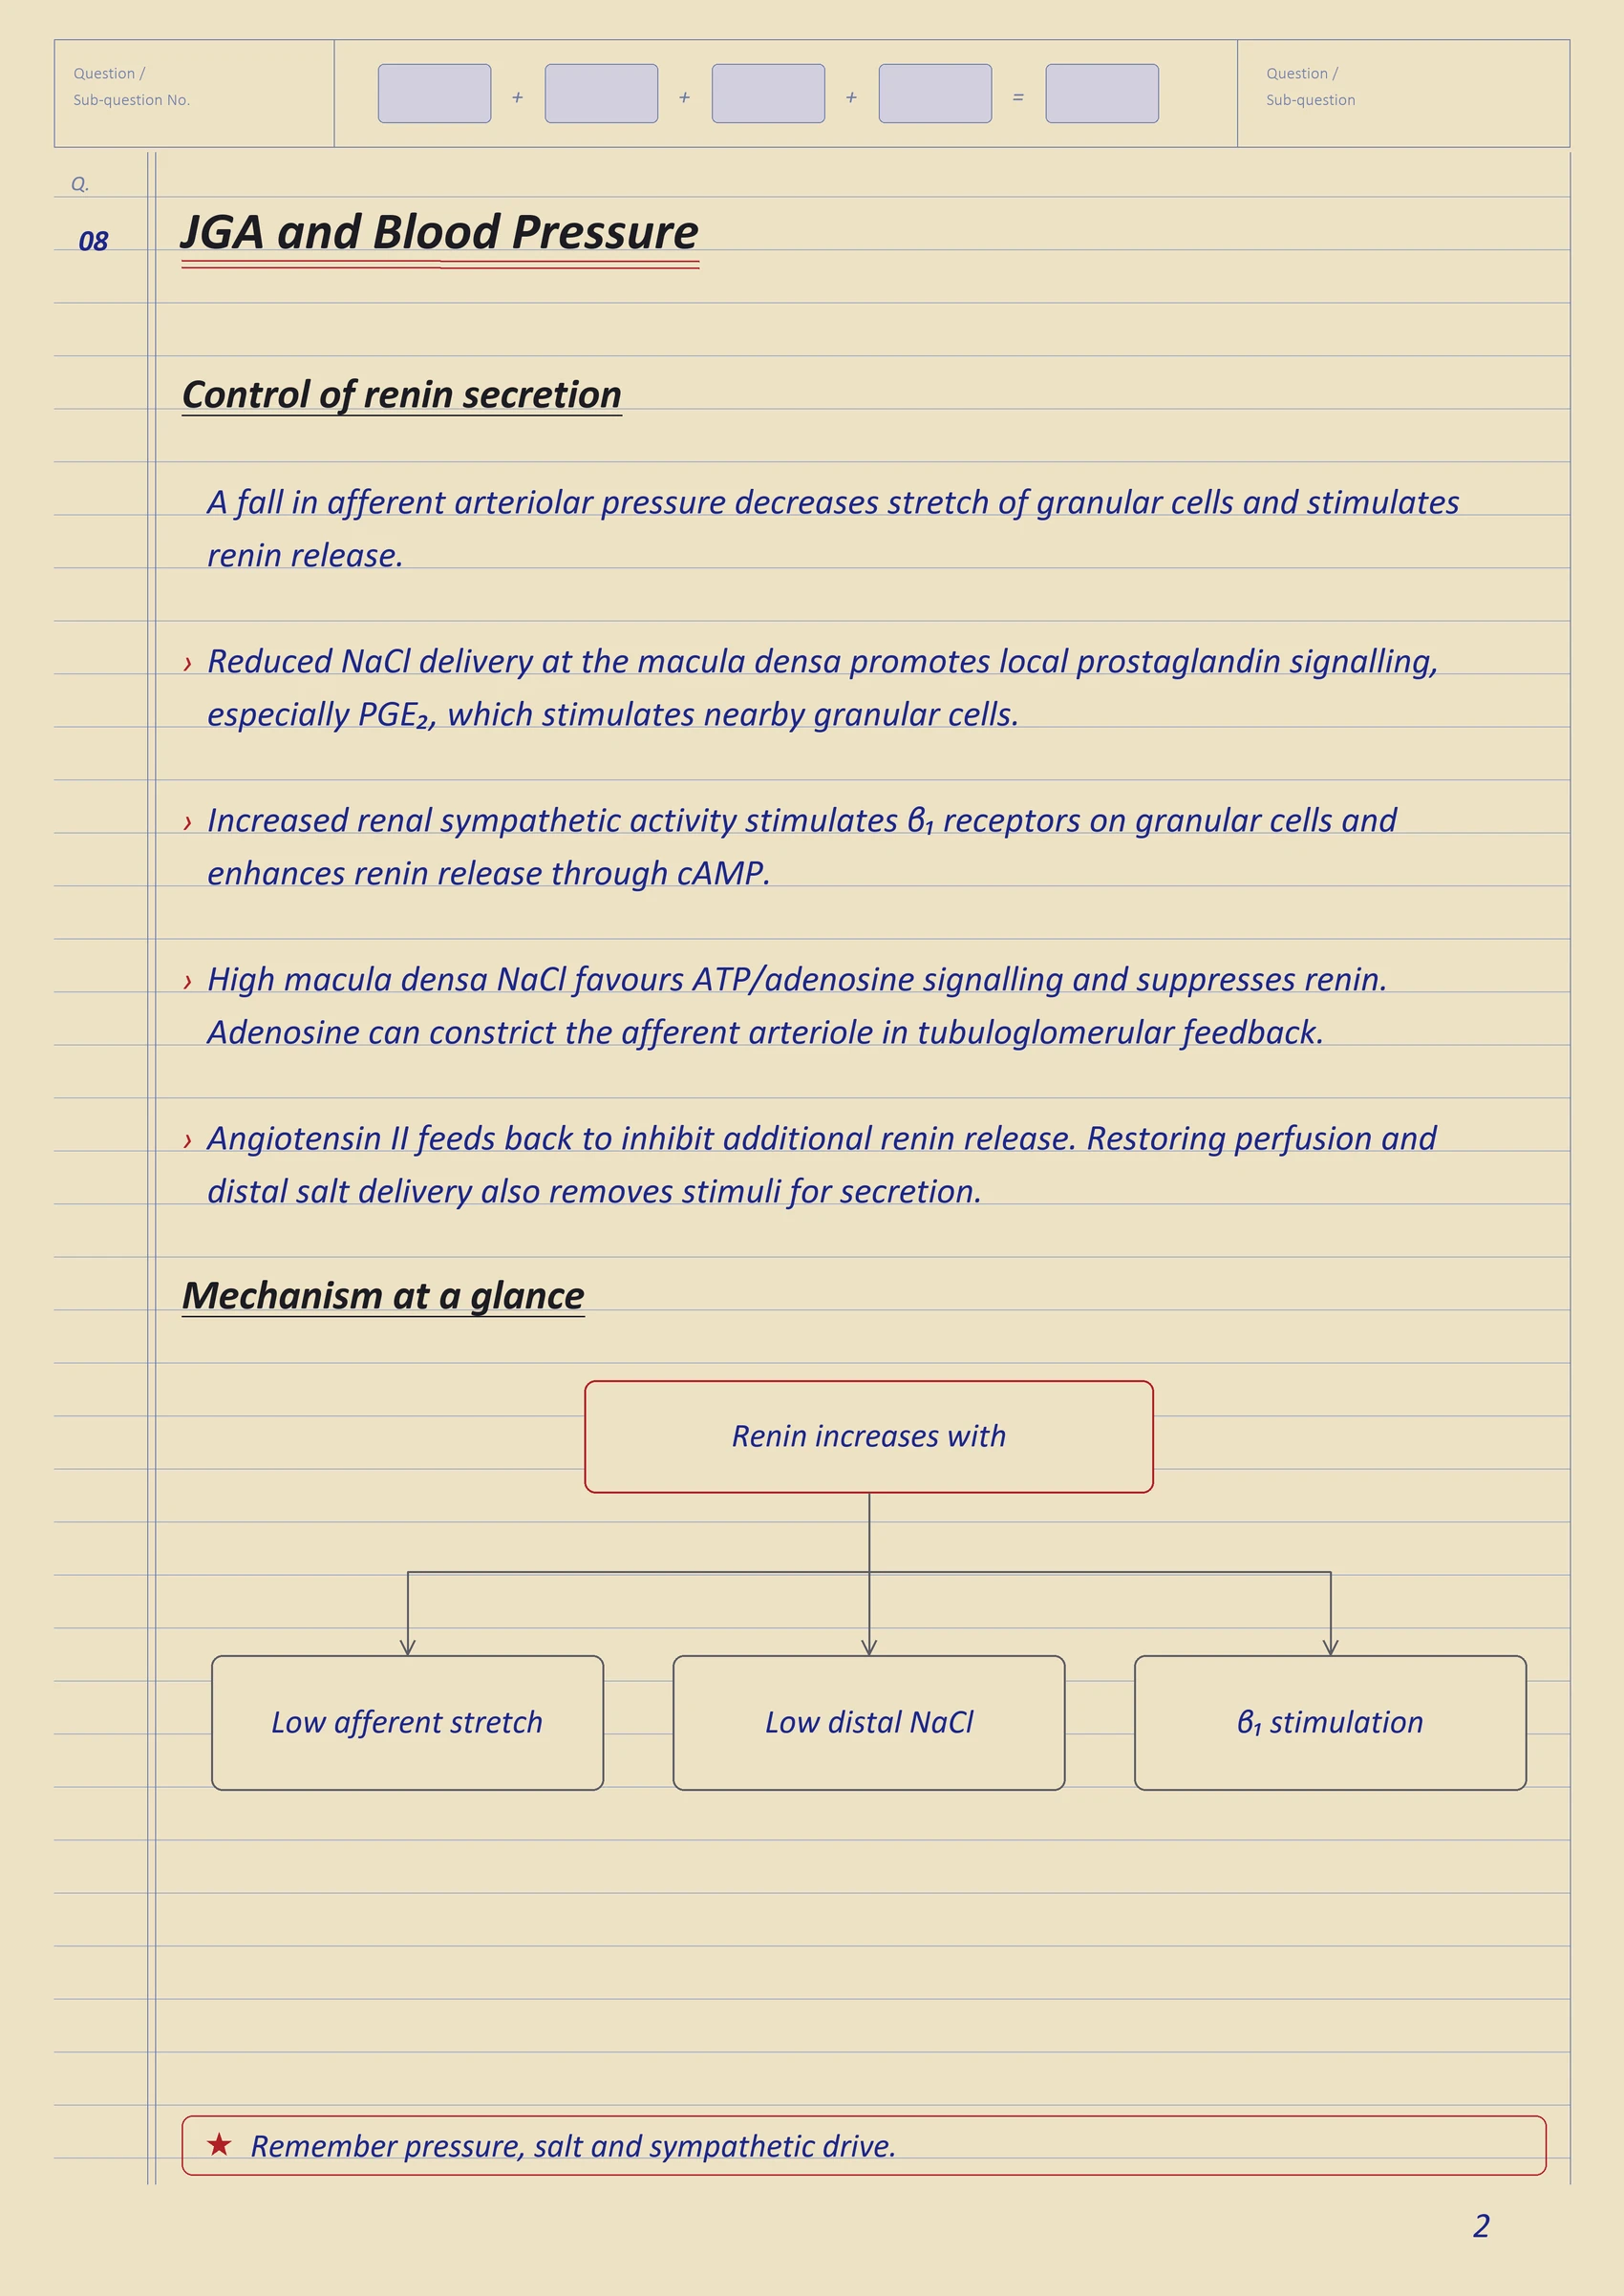 Question /
Sub-question No.
+ + + =
Question /
Sub-question
Q.
08
JGA and Blood Pressure
Control of renin secretion
A fall in afferent arteriolar pressure decreases stretch of granular cells and stimulates
renin release.
› Reduced NaCl delivery at the macula densa promotes local prostaglandin signalling,
especially PGE₂, which stimulates nearby granular cells.
› Increased renal sympathetic activity stimulates β₁ receptors on granular cells and
enhances renin release through cAMP.
› High macula densa NaCl favours ATP/adenosine signalling and suppresses renin.
Adenosine can constrict the afferent arteriole in tubuloglomerular feedback.
› Angiotensin II feeds back to inhibit additional renin release. Restoring perfusion and
distal salt delivery also removes stimuli for secretion.
Mechanism at a glance
Renin increases with
Low afferent stretch
Low distal NaCl
β₁ stimulation
★ Remember pressure, salt and sympathetic drive.
2